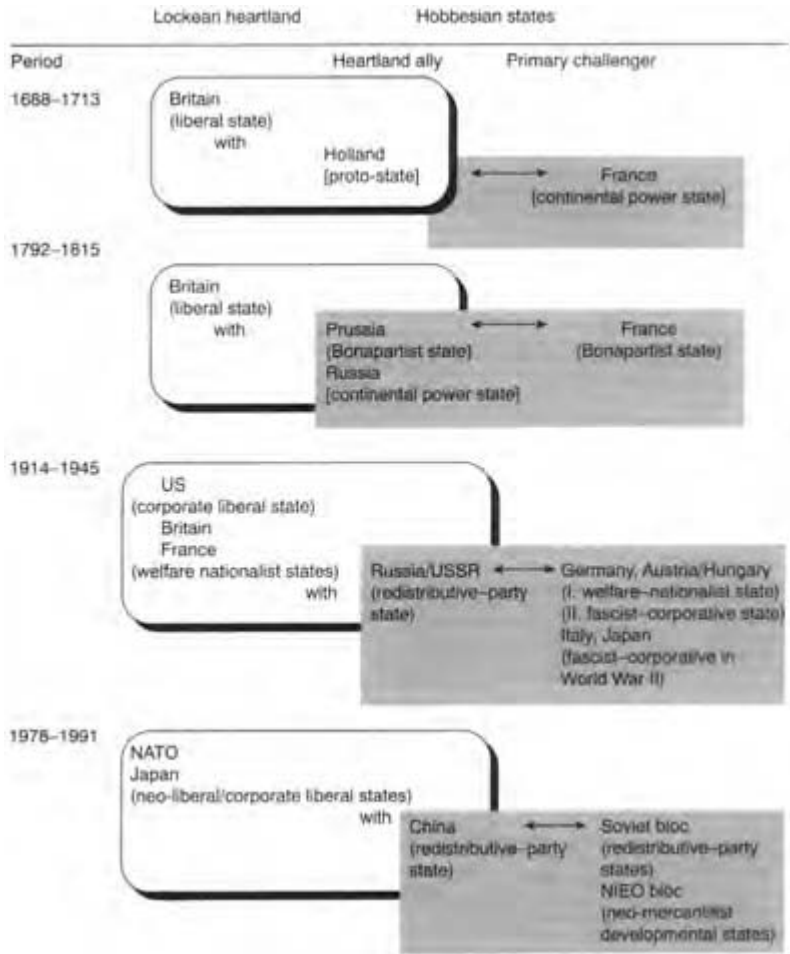 Lockean heartland Hobbesian states
Period Heartland ally Primary challenger
1688–1713
Britain
(liberal state)
with
Holland
[proto-state]
France
[continental power state]
1792–1815
Britain
(liberal state)
with
Prussia
(Bonapartist state)
Russia
[continental power state]
France
(Bonapartist state)
1914–1945
US
(corporate liberal state)
Britain
France
(welfare nationalist states)
with
Russia/USSR
(redistributive–party
state)
Germany, Austria/Hungary
(I. welfare–nationalist state)
(II. fascist–corporative state)
Italy, Japan
(fascist–corporative in
World War II)
1978–1991
NATO
Japan
(neo-liberal/corporate liberal states)
with
China
(redistributive–party
state)
Soviet bloc
(redistributive–party
states)
NIEO bloc
(neo-mercantilist
developmental states)